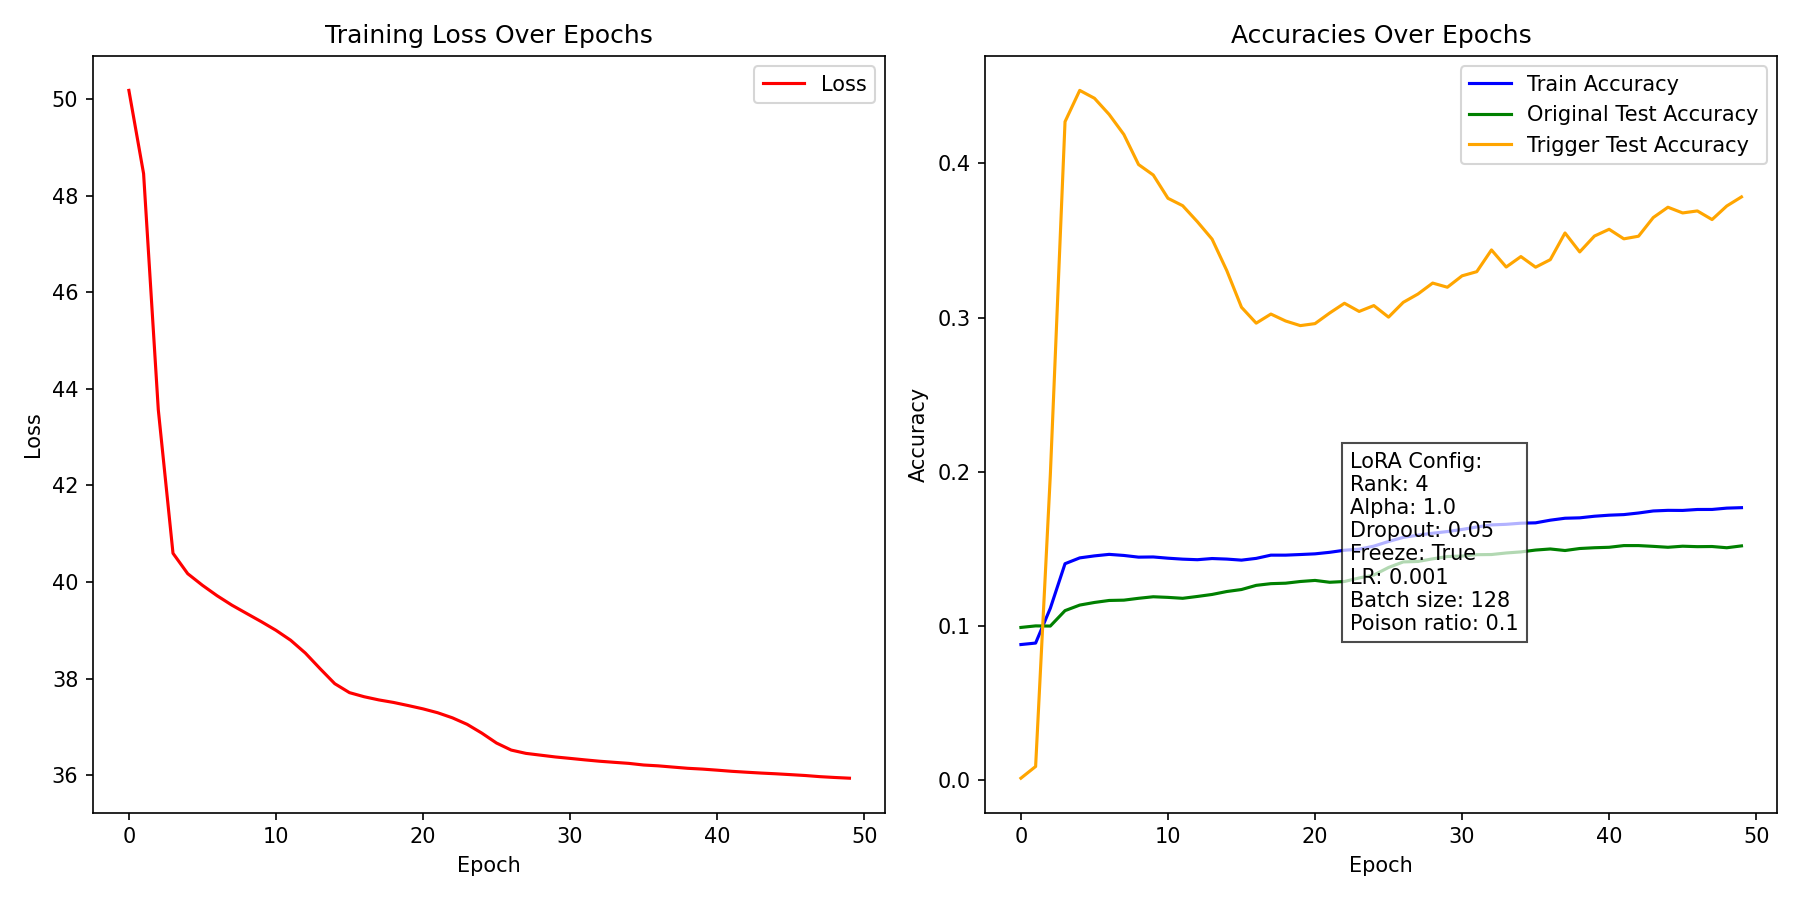 Training Loss Over Epochs
Loss
50
48
46
44
42
40
38
36
Loss
0
10
20
30
40
50
Epoch
Accuracies Over Epochs
Train Accuracy
Original Test Accuracy
Trigger Test Accuracy
0.4
0.3
0.2
0.1
0.0
Accuracy
LoRA Config:
Rank: 4
Alpha: 1.0
Dropout: 0.05
Freeze: True
LR: 0.001
Batch size: 128
Poison ratio: 0.1
0
10
20
30
40
50
Epoch